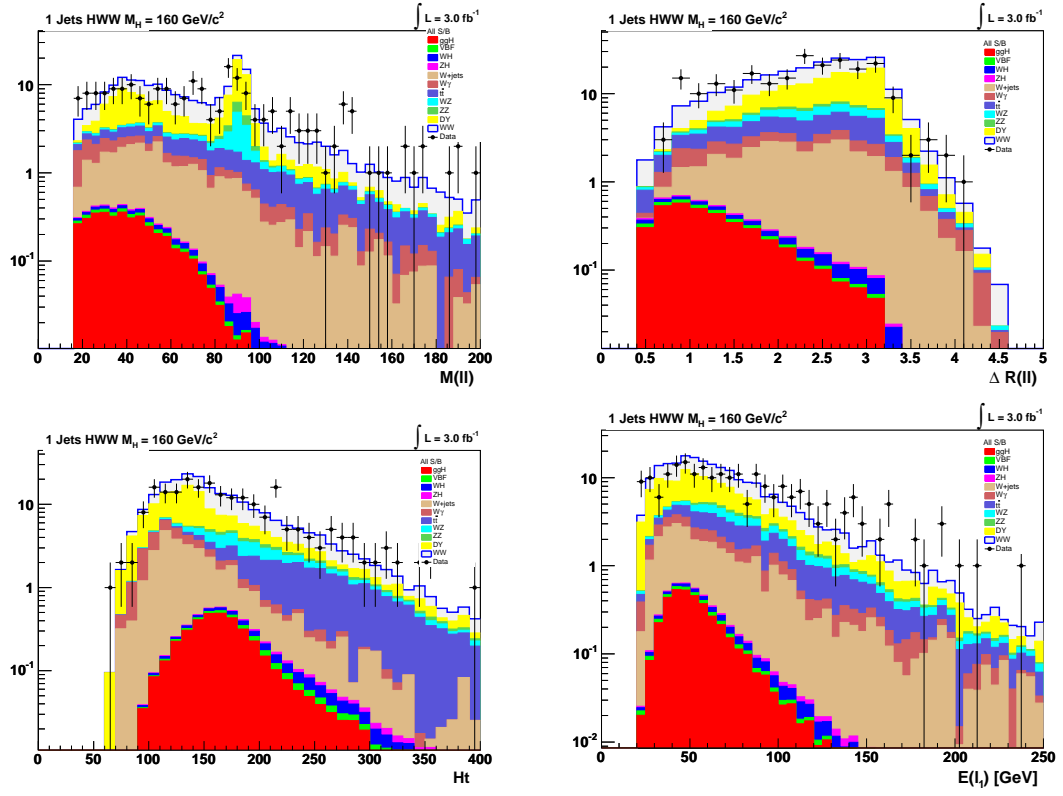 1 Jets HWW M_H = 160 GeV/c²
∫ L = 3.0 fb⁻¹
All S/B
ggH
VBF
WH
ZH
W+jets
Wγ
tt̄
WZ
ZZ
DY
WW
Data
10
1
10⁻¹
0 20 40 60 80 100 120 140 160 180 200
M(ll)
1 Jets HWW M_H = 160 GeV/c²
∫ L = 3.0 fb⁻¹
All S/B
ggH
VBF
WH
ZH
W+jets
Wγ
tt̄
WZ
ZZ
DY
WW
Data
10
1
10⁻¹
0 0.5 1 1.5 2 2.5 3 3.5 4 4.5 5
Δ R(ll)
1 Jets HWW M_H = 160 GeV/c²
∫ L = 3.0 fb⁻¹
All S/B
ggH
VBF
WH
ZH
W+jets
Wγ
tt̄
WZ
ZZ
DY
WW
Data
10
1
10⁻¹
0 50 100 150 200 250 300 350 400
Ht
1 Jets HWW M_H = 160 GeV/c²
∫ L = 3.0 fb⁻¹
All S/B
ggH
VBF
WH
ZH
W+jets
Wγ
tt̄
WZ
ZZ
DY
WW
Data
10
1
10⁻¹
10⁻²
0 50 100 150 200 250
E(l₁) [GeV]